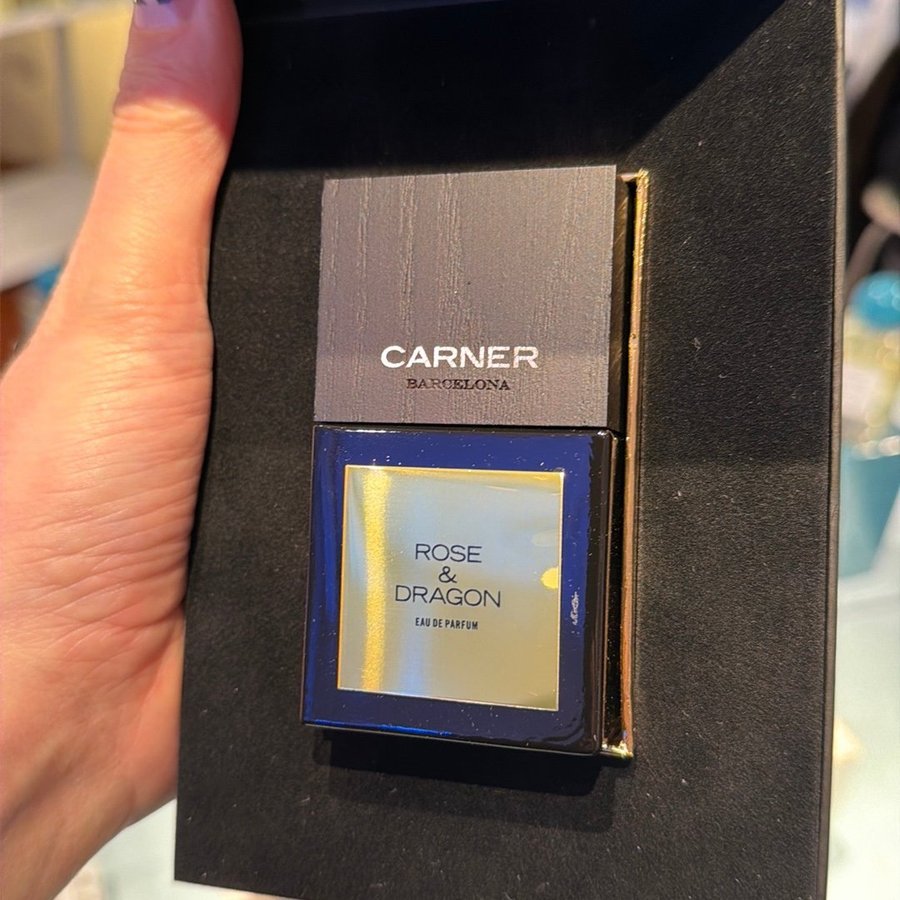 CARNER
BARCELONA
ROSE
&
DRAGON
EAU DE PARFUM